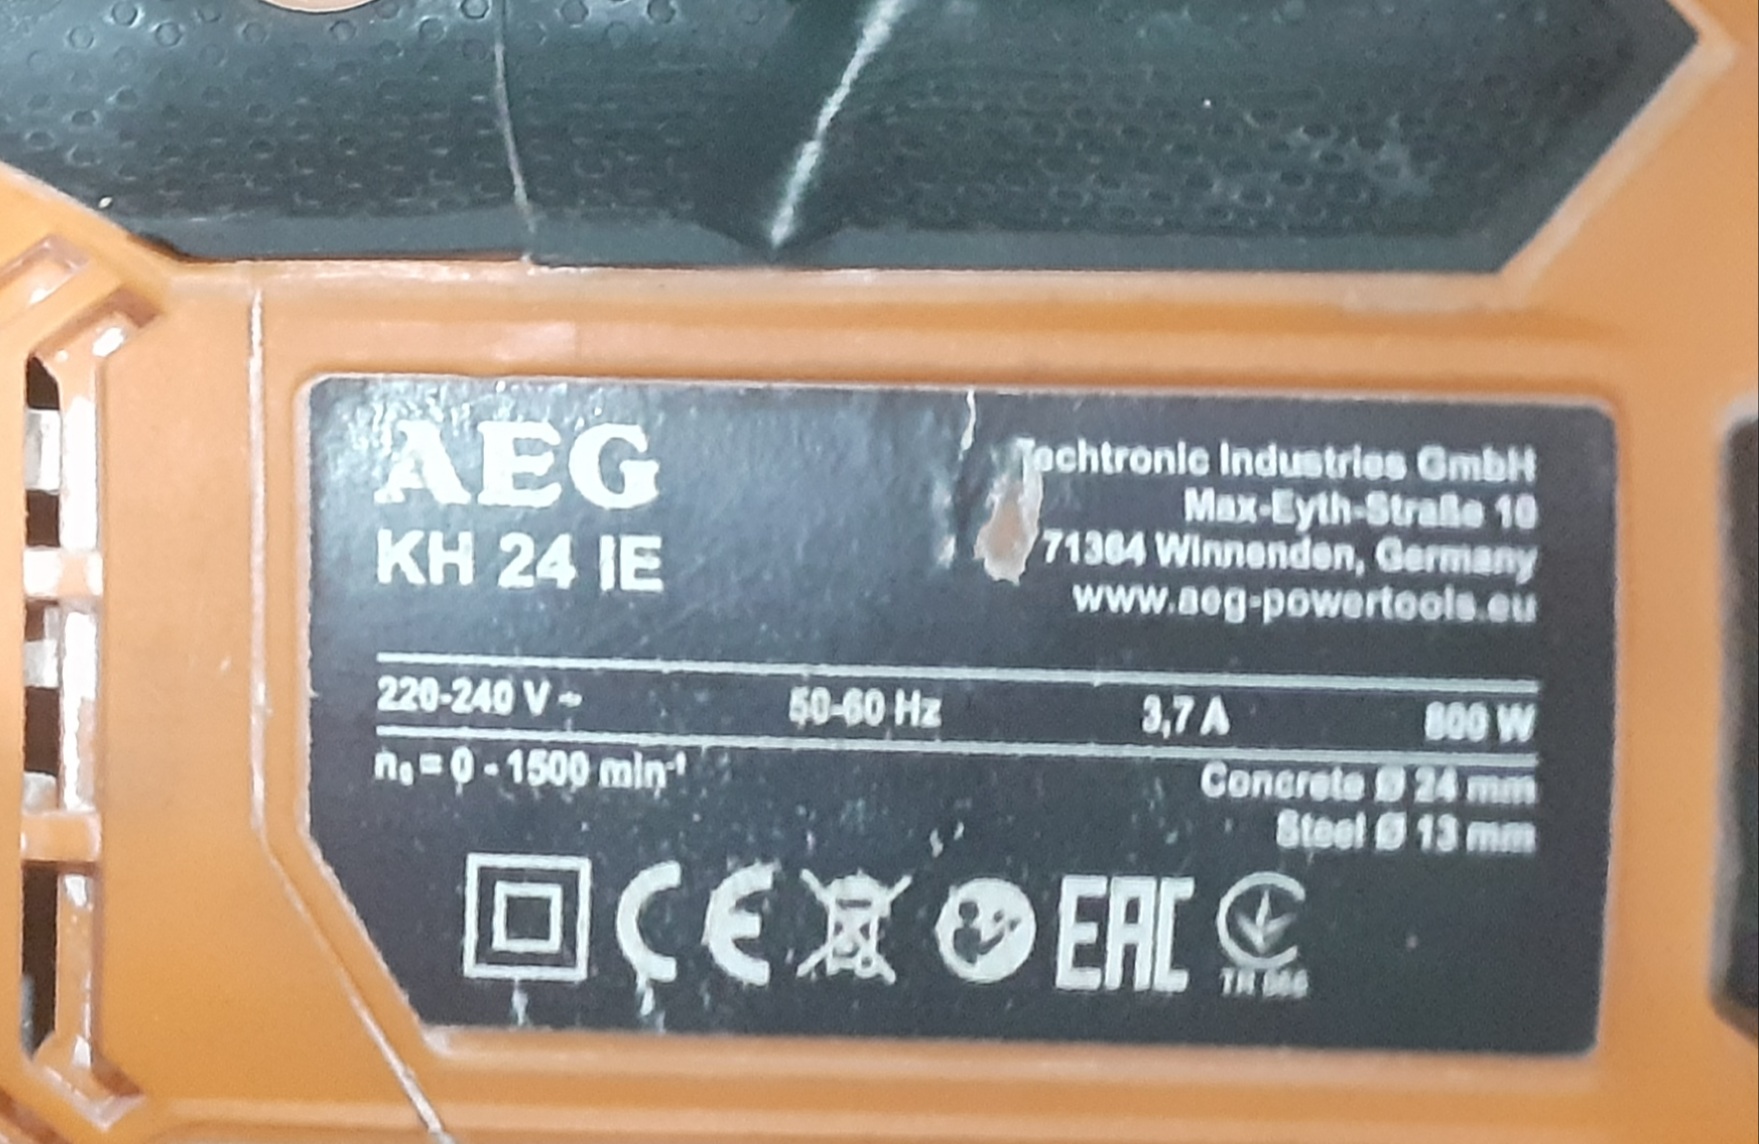 AEG
KH 24 IE
Techtronic Industries GmbH
Max-Eyth-Straße 10
71364 Winnenden, Germany
www.aeg-powertools.eu
220-240 V ~ 50-60 Hz 3,7 A 800 W
n₀ = 0 - 1500 min⁻¹
Concrete Ø 24 mm
Steel Ø 13 mm
CE EAC